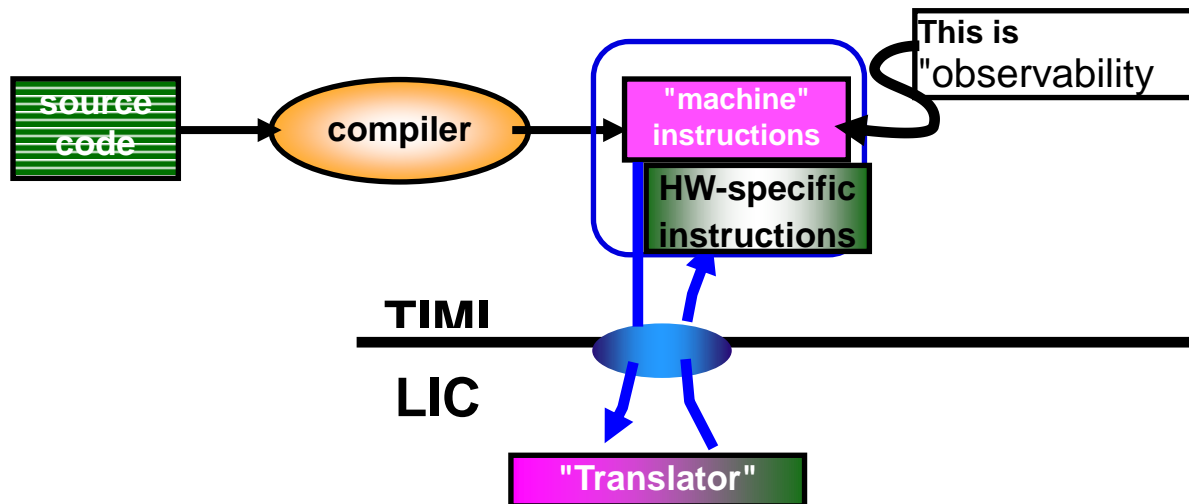 This is
"observability
source
code
compiler
"machine"
instructions
HW-specific
instructions
TIMI
LIC
"Translator"